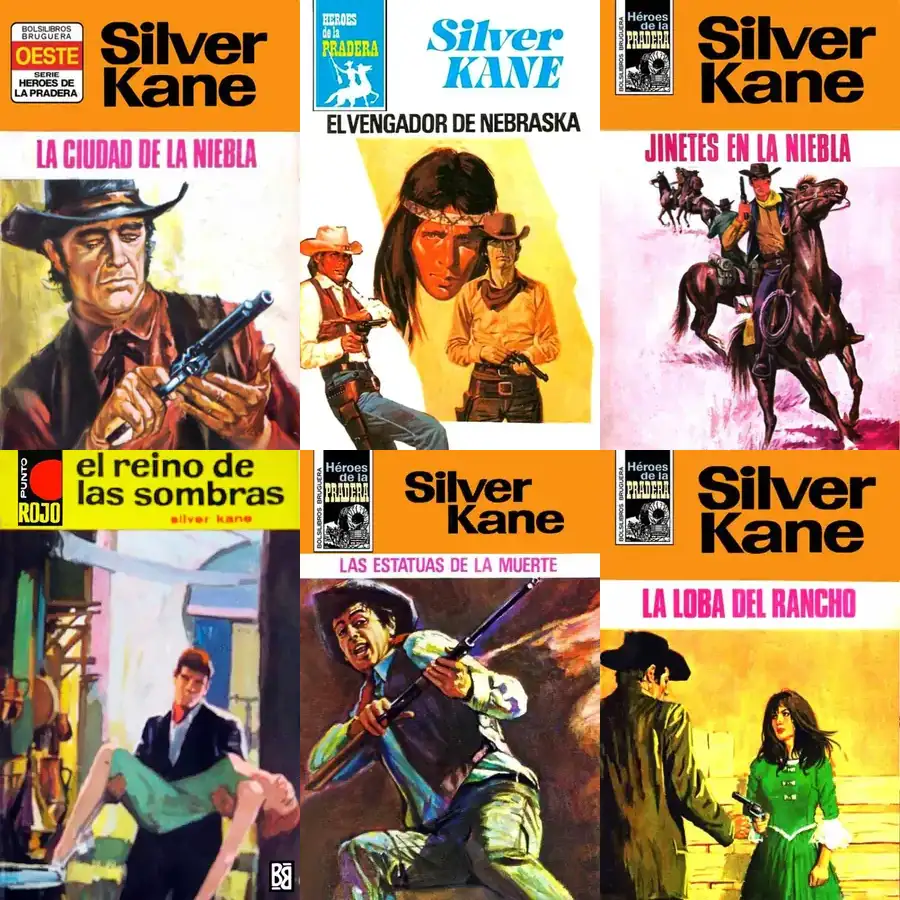 BOLSILIBROS
BRUGUERA
OESTE
SERIE
HEROES DE
LA PRADERA
Silver
Kane
LA CIUDAD DE LA NIEBLA
HEROES
de la
PRADERA
Silver
KANE
EL VENGADOR DE NEBRASKA
BOLSILIBROS BRUGUERA
Héroes
de la
PRADERA
Silver
Kane
JINETES EN LA NIEBLA
PUNTO
ROJO
el reino de
las sombras
silver kane
B
BOLSILIBROS BRUGUERA
Héroes
de la
PRADERA
Silver
Kane
LAS ESTATUAS DE LA MUERTE
BOLSILIBROS BRUGUERA
Héroes
de la
PRADERA
Silver
Kane
LA LOBA DEL RANCHO